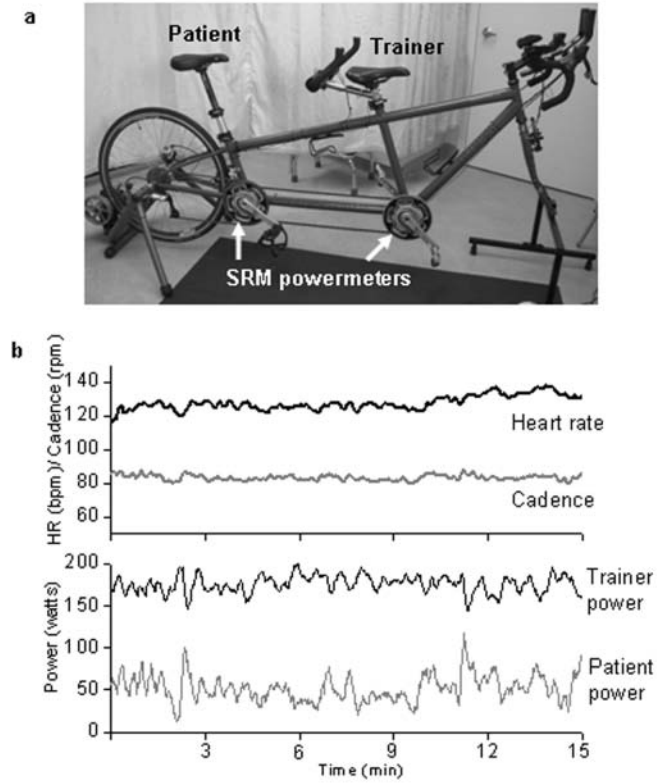 a
Patient
Trainer
SRM powermeters
b
HR (bpm)/ Cadence (rpm)
140
120
100
80
60
Heart rate
Cadence
Power (watts)
200
150
100
50
0
Trainer
power
Patient
power
3
6
9
12
15
Time (min)